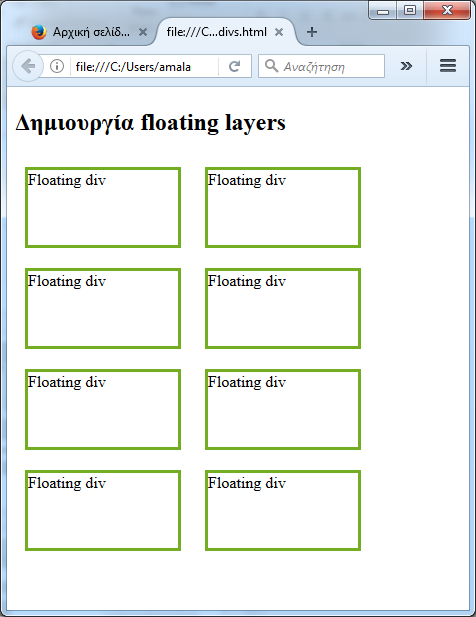 Αρχική σελίδ... file:///C...divs.html
file:///C:/Users/amala Αναζήτηση
Δημιουργία floating layers
Floating div Floating div
Floating div Floating div
Floating div Floating div
Floating div Floating div